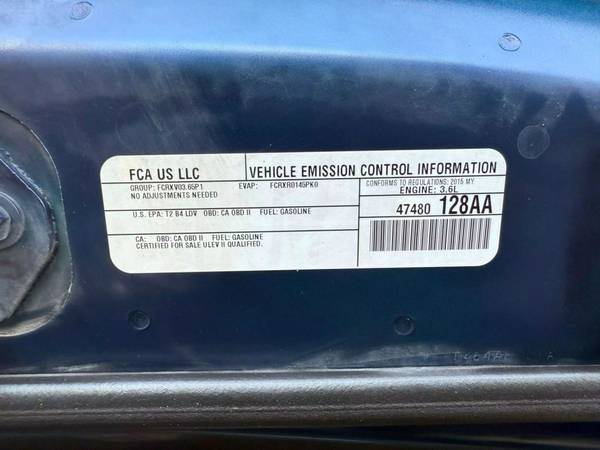 FCA US LLC
VEHICLE EMISSION CONTROL INFORMATION
GROUP: FCRXV03.65P1 EVAP: FCRXR0145PK0
NO ADJUSTMENTS NEEDED
CONFORMS TO REGULATIONS: 2015 MY
ENGINE: 3.6L
U.S. EPA: T2 B4 LDV OBD: CA OBD II FUEL: GASOLINE
47480 128AA
CA: OBD: CA OBD II FUEL: GASOLINE
CERTIFIED FOR SALE ULEV II QUALIFIED